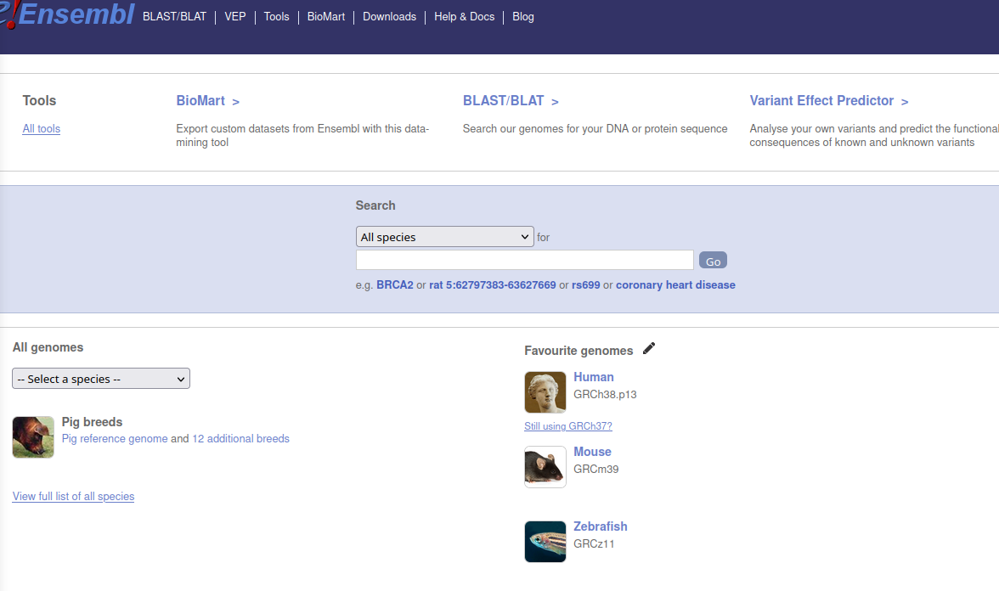 e!Ensembl
BLAST/BLAT | VEP | Tools | BioMart | Downloads | Help & Docs | Blog
Tools
All tools
BioMart >
Export custom datasets from Ensembl with this data-
mining tool
BLAST/BLAT >
Search our genomes for your DNA or protein sequence
Variant Effect Predictor >
Analyse your own variants and predict the functional
consequences of known and unknown variants
Search
All species for
Go
e.g. BRCA2 or rat 5:62797383-63627669 or rs699 or coronary heart disease
All genomes
-- Select a species --
Pig breeds
Pig reference genome and 12 additional breeds
View full list of all species
Favourite genomes
Human
GRCh38.p13
Still using GRCh37?
Mouse
GRCm39
Zebrafish
GRCz11